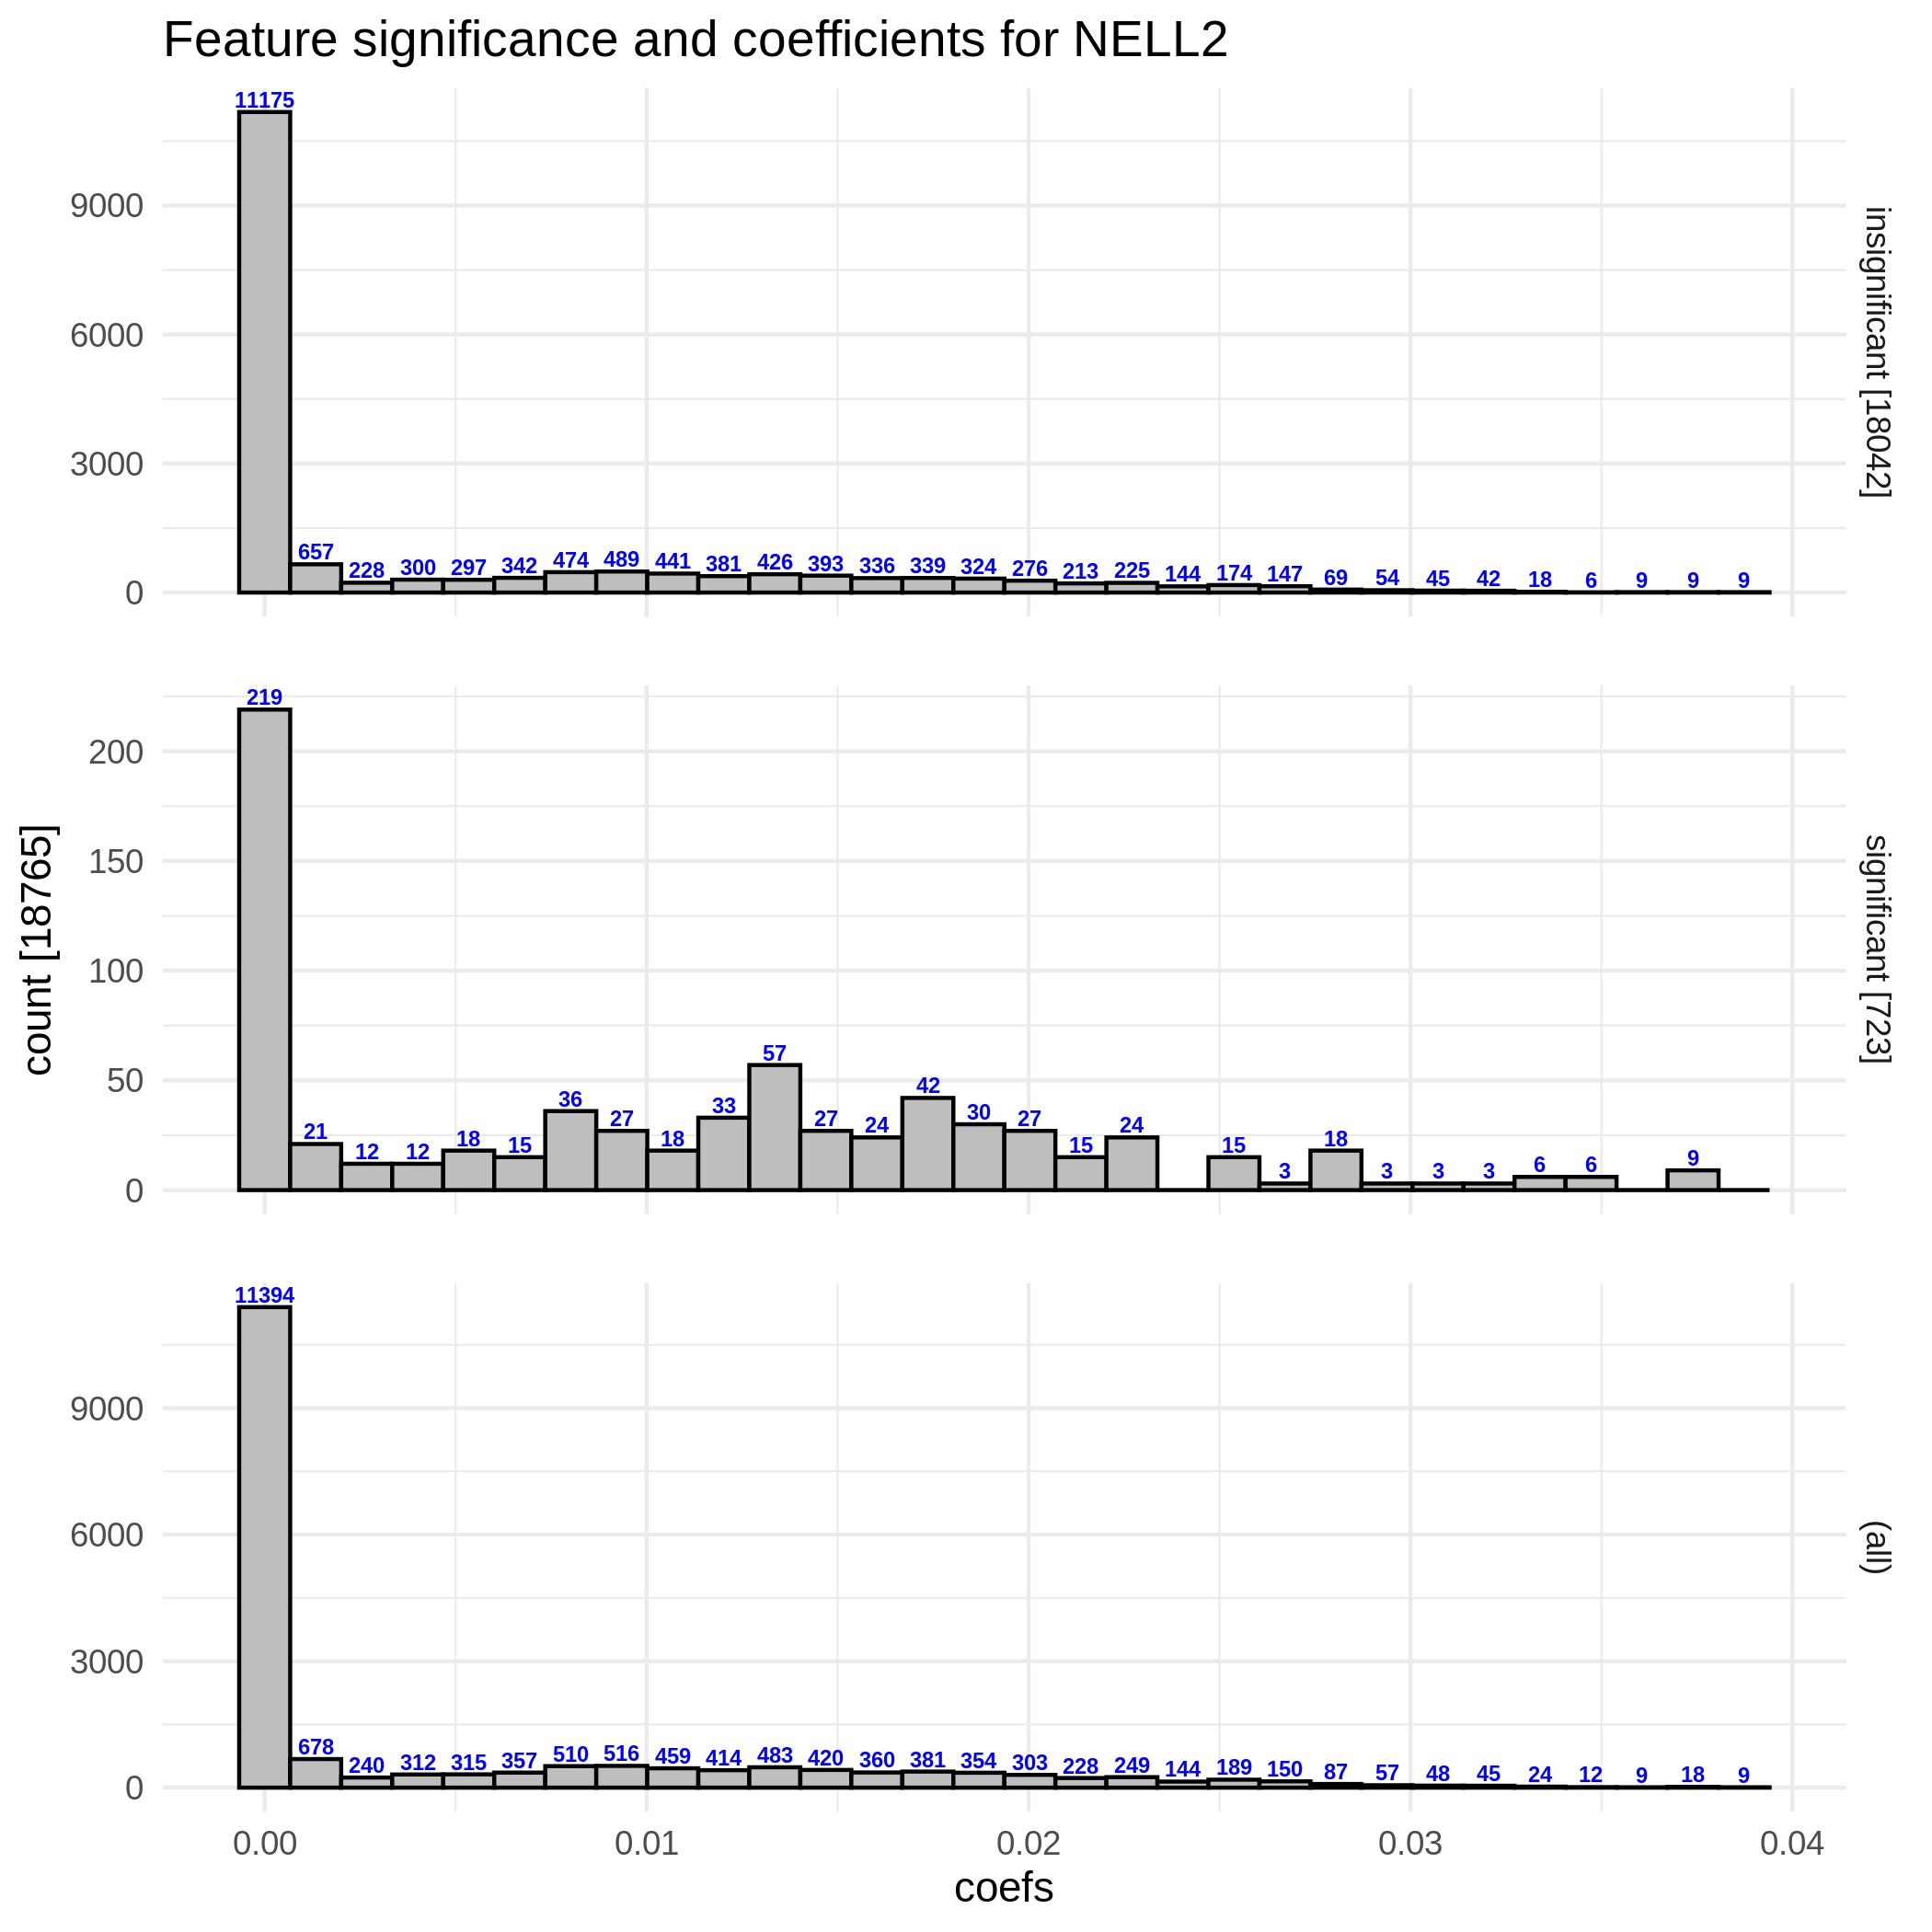 Feature significance and coefficients for NELL2
11175
657 228 300 297 342 474 489 441 381 426 393 336 339 324 276 213 225 144 174 147 69 54 45 42 18 6 9 9 9
9000
6000
3000
0
insignificant [18042]
219
21 12 12 18 15 36 27 18 33 57 27 24 42 30 27 15 24 15 3 18 3 3 3 6 6 9
200
150
100
50
0
significant [723]
count [18765]
11394
678 240 312 315 357 510 516 459 414 483 420 360 381 354 303 228 249 144 189 150 87 57 48 45 24 12 9 18 9
9000
6000
3000
0
(all)
0.00 0.01 0.02 0.03 0.04
coefs